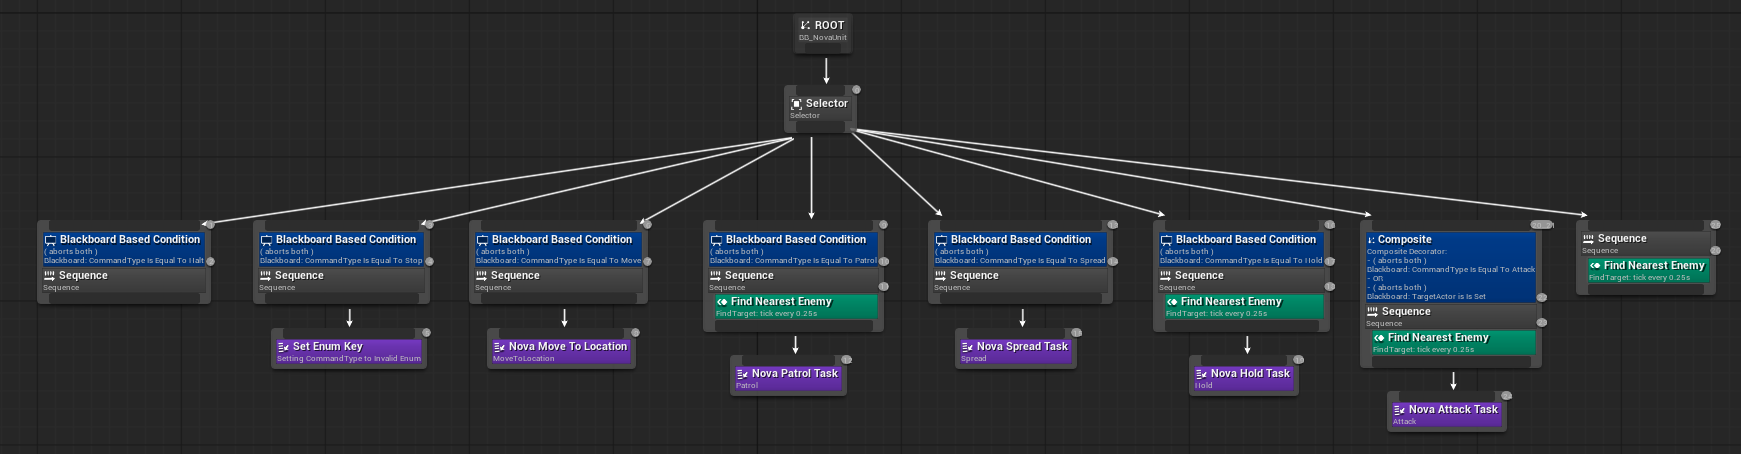 ROOT
BB_NovaUnit
Selector
Selector
Blackboard Based Condition
( aborts both )
Blackboard: CommandType Is Equal To Halt
Sequence
Sequence
Blackboard Based Condition
( aborts both )
Blackboard: CommandType Is Equal To Stop
Sequence
Sequence
Set Enum Key
Setting CommandType to Invalid Enum
Blackboard Based Condition
( aborts both )
Blackboard: CommandType Is Equal To Move
Sequence
Sequence
Nova Move To Location
MoveToLocation
Blackboard Based Condition
( aborts both )
Blackboard: CommandType Is Equal To Patrol
Sequence
Sequence
Find Nearest Enemy
FindTarget: tick every 0.25s
Nova Patrol Task
Patrol
Blackboard Based Condition
( aborts both )
Blackboard: CommandType Is Equal To Spread
Sequence
Sequence
Nova Spread Task
Spread
Blackboard Based Condition
( aborts both )
Blackboard: CommandType Is Equal To Hold
Sequence
Sequence
Find Nearest Enemy
FindTarget: tick every 0.25s
Nova Hold Task
Hold
Composite
Composite Decorator:
- ( aborts both )
Blackboard: CommandType Is Equal To Attack
- OR
- ( aborts both )
Blackboard: TargetActor is Is Set
Sequence
Sequence
Find Nearest Enemy
FindTarget: tick every 0.25s
Nova Attack Task
Attack
Sequence
Sequence
Find Nearest Enemy
FindTarget: tick every 0.25s